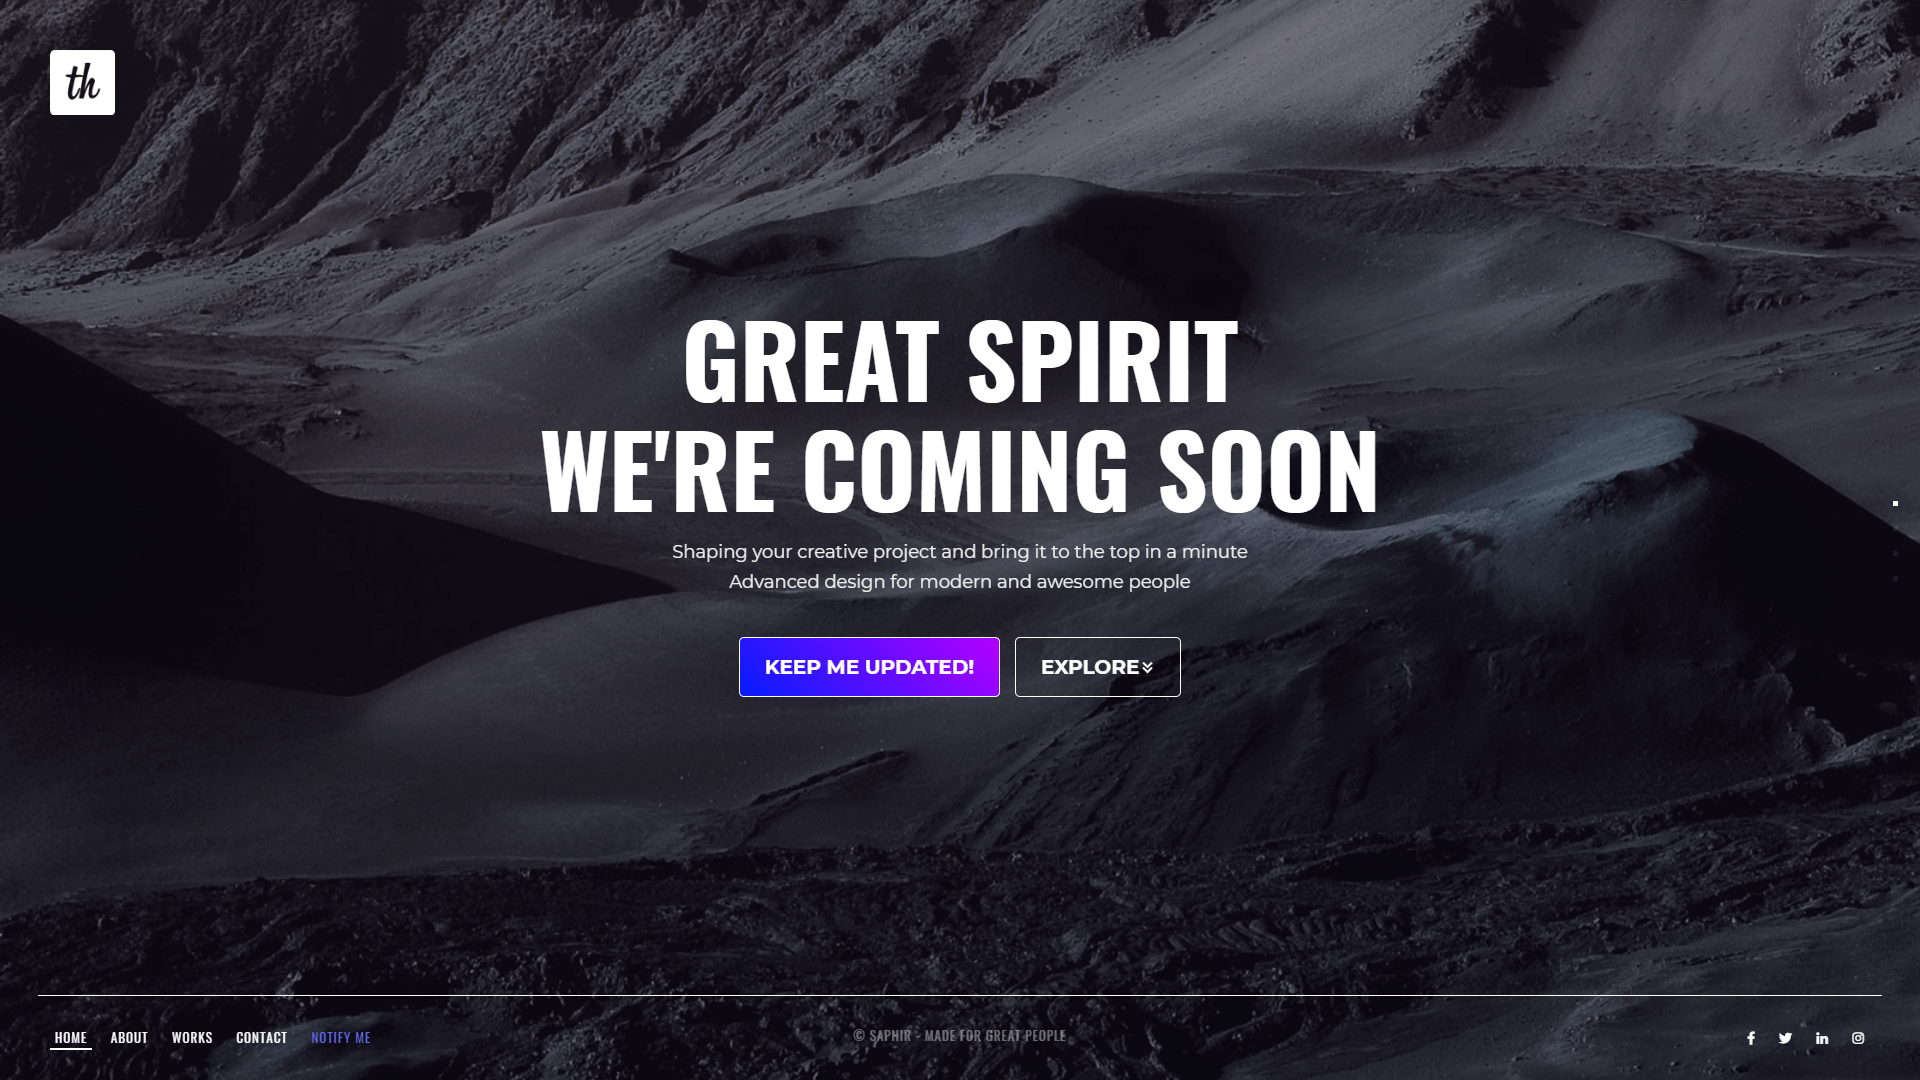 th
GREAT SPIRIT
WE'RE COMING SOON
Shaping your creative project and bring it to the top in a minute
Advanced design for modern and awesome people
KEEP ME UPDATED!
EXPLORE
HOME ABOUT WORKS CONTACT NOTIFY ME
© SAPHIR - MADE FOR GREAT PEOPLE